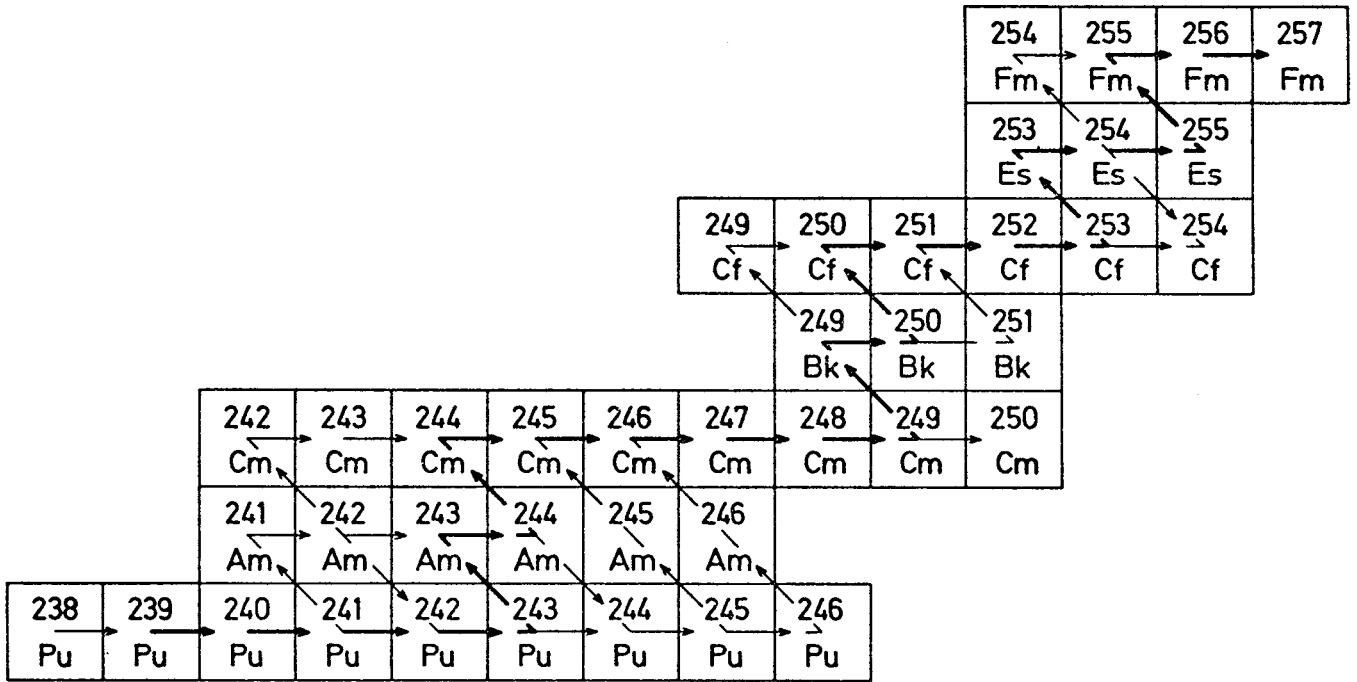 254 255 256 257
Fm Fm Fm Fm
253 254 255
Es Es Es
249 250 251 252 253 254
Cf Cf Cf Cf Cf Cf
249 250 251
Bk Bk Bk
242 243 244 245 246 247 248 249 250
Cm Cm Cm Cm Cm Cm Cm Cm Cm
241 242 243 244 245 246
Am Am Am Am Am Am
238 239 240 241 242 243 244 245 246
Pu Pu Pu Pu Pu Pu Pu Pu Pu